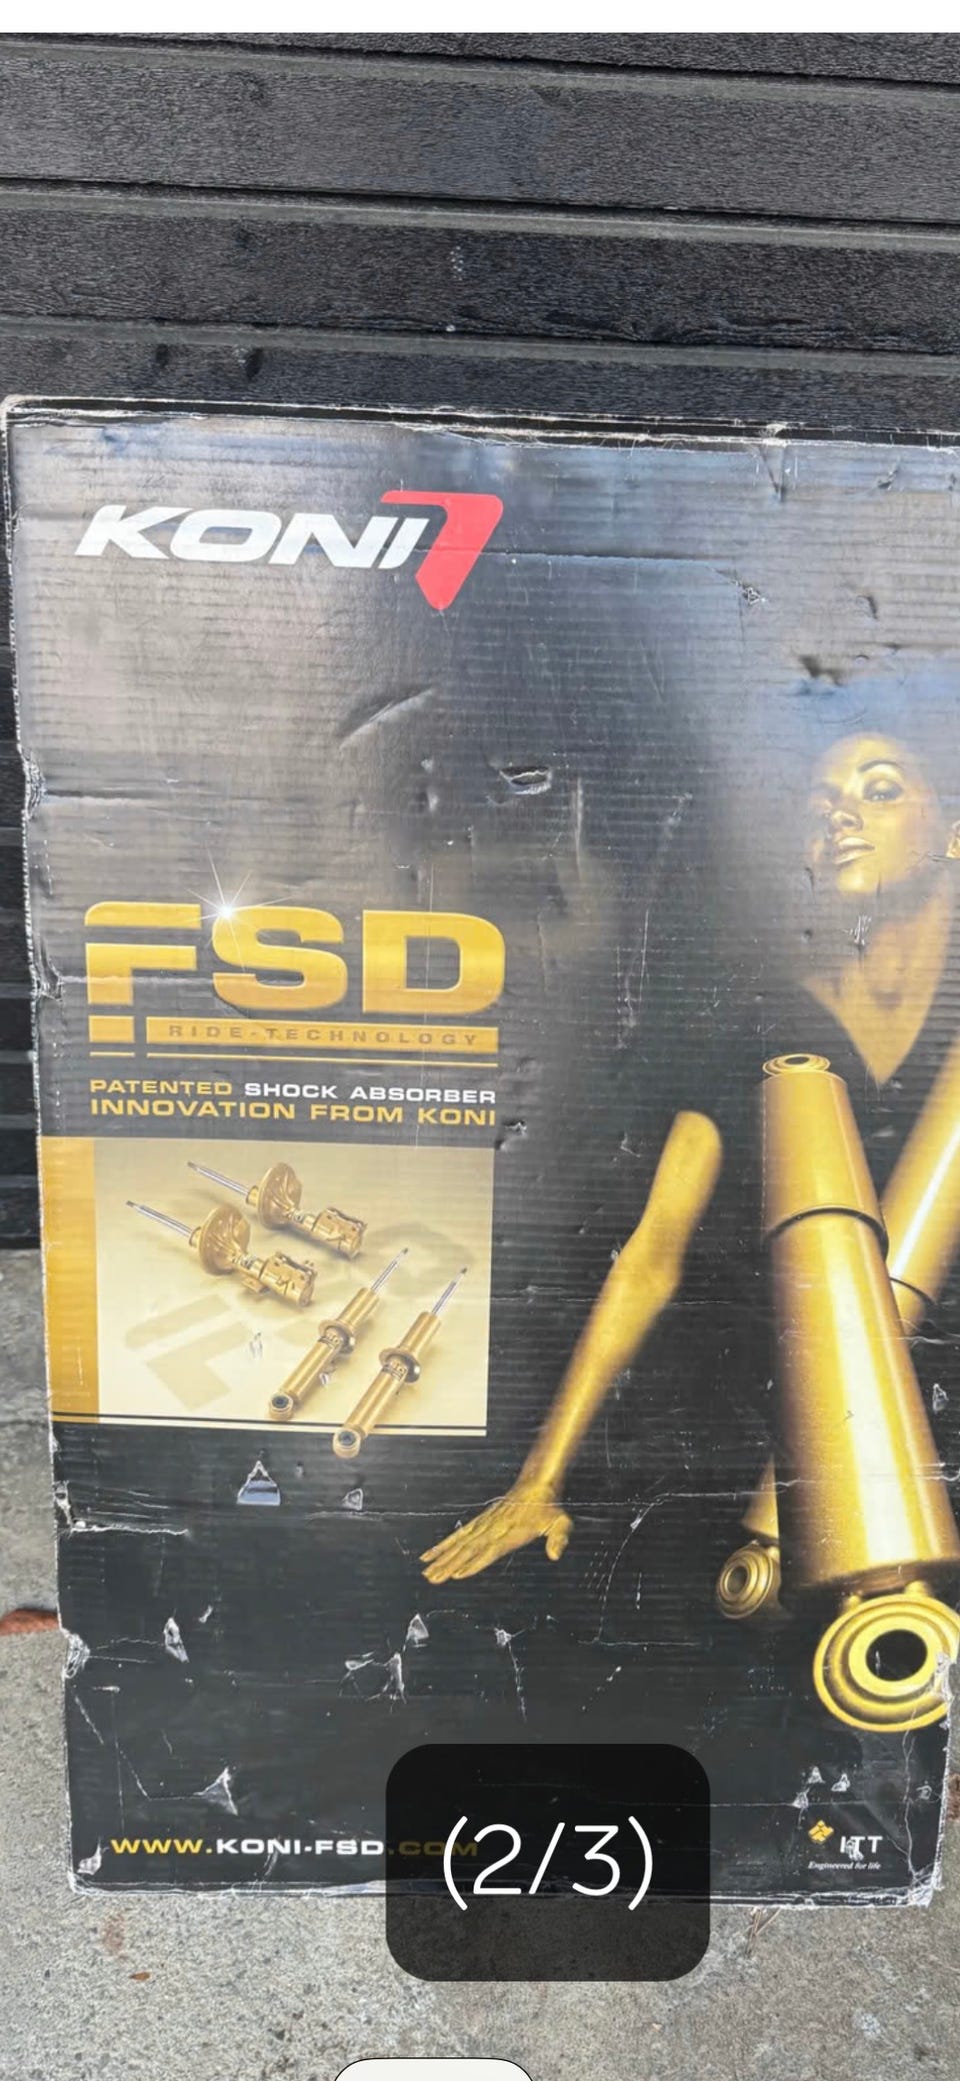 KONI
FSD
RIDE-TECHNOLOGY
PATENTED SHOCK ABSORBER
INNOVATION FROM KONI
WWW.KONI-FSD.COM
(2/3)
ITT
Engineered for life